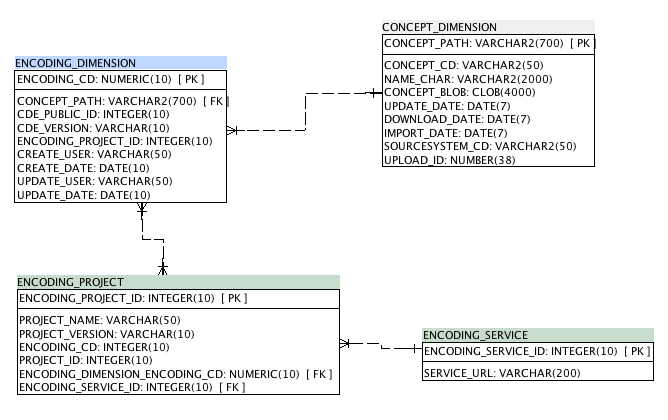 CONCEPT_DIMENSION
CONCEPT_PATH: VARCHAR2(700) [ PK ]
CONCEPT_CD: VARCHAR2(50)
NAME_CHAR: VARCHAR2(2000)
CONCEPT_BLOB: CLOB(4000)
UPDATE_DATE: DATE(7)
DOWNLOAD_DATE: DATE(7)
IMPORT_DATE: DATE(7)
SOURCESYSTEM_CD: VARCHAR2(50)
UPLOAD_ID: NUMBER(38)
ENCODING_DIMENSION
ENCODING_CD: NUMERIC(10) [ PK ]
CONCEPT_PATH: VARCHAR2(700) [ FK ]
CDE_PUBLIC_ID: INTEGER(10)
CDE_VERSION: VARCHAR(10)
ENCODING_PROJECT_ID: INTEGER(10)
CREATE_USER: VARCHAR(50)
CREATE_DATE: DATE(10)
UPDATE_USER: VARCHAR(50)
UPDATE_DATE: DATE(10)
ENCODING_PROJECT
ENCODING_PROJECT_ID: INTEGER(10) [ PK ]
PROJECT_NAME: VARCHAR(50)
PROJECT_VERSION: VARCHAR(10)
ENCODING_CD: INTEGER(10)
PROJECT_ID: INTEGER(10)
ENCODING_DIMENSION_ENCODING_CD: NUMERIC(10) [ FK ]
ENCODING_SERVICE_ID: INTEGER(10) [ FK ]
ENCODING_SERVICE
ENCODING_SERVICE_ID: INTEGER(10) [ PK ]
SERVICE_URL: VARCHAR(200)